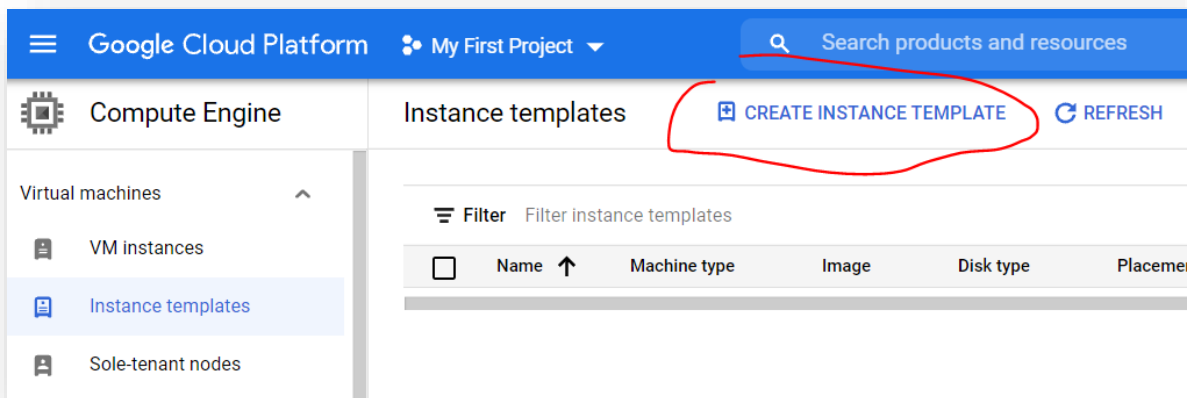 Google Cloud Platform My First Project Search products and resources
Compute Engine Instance templates CREATE INSTANCE TEMPLATE REFRESH
Virtual machines
Filter Filter instance templates
VM instances
Name Machine type Image Disk type Placemen
Instance templates
Sole-tenant nodes